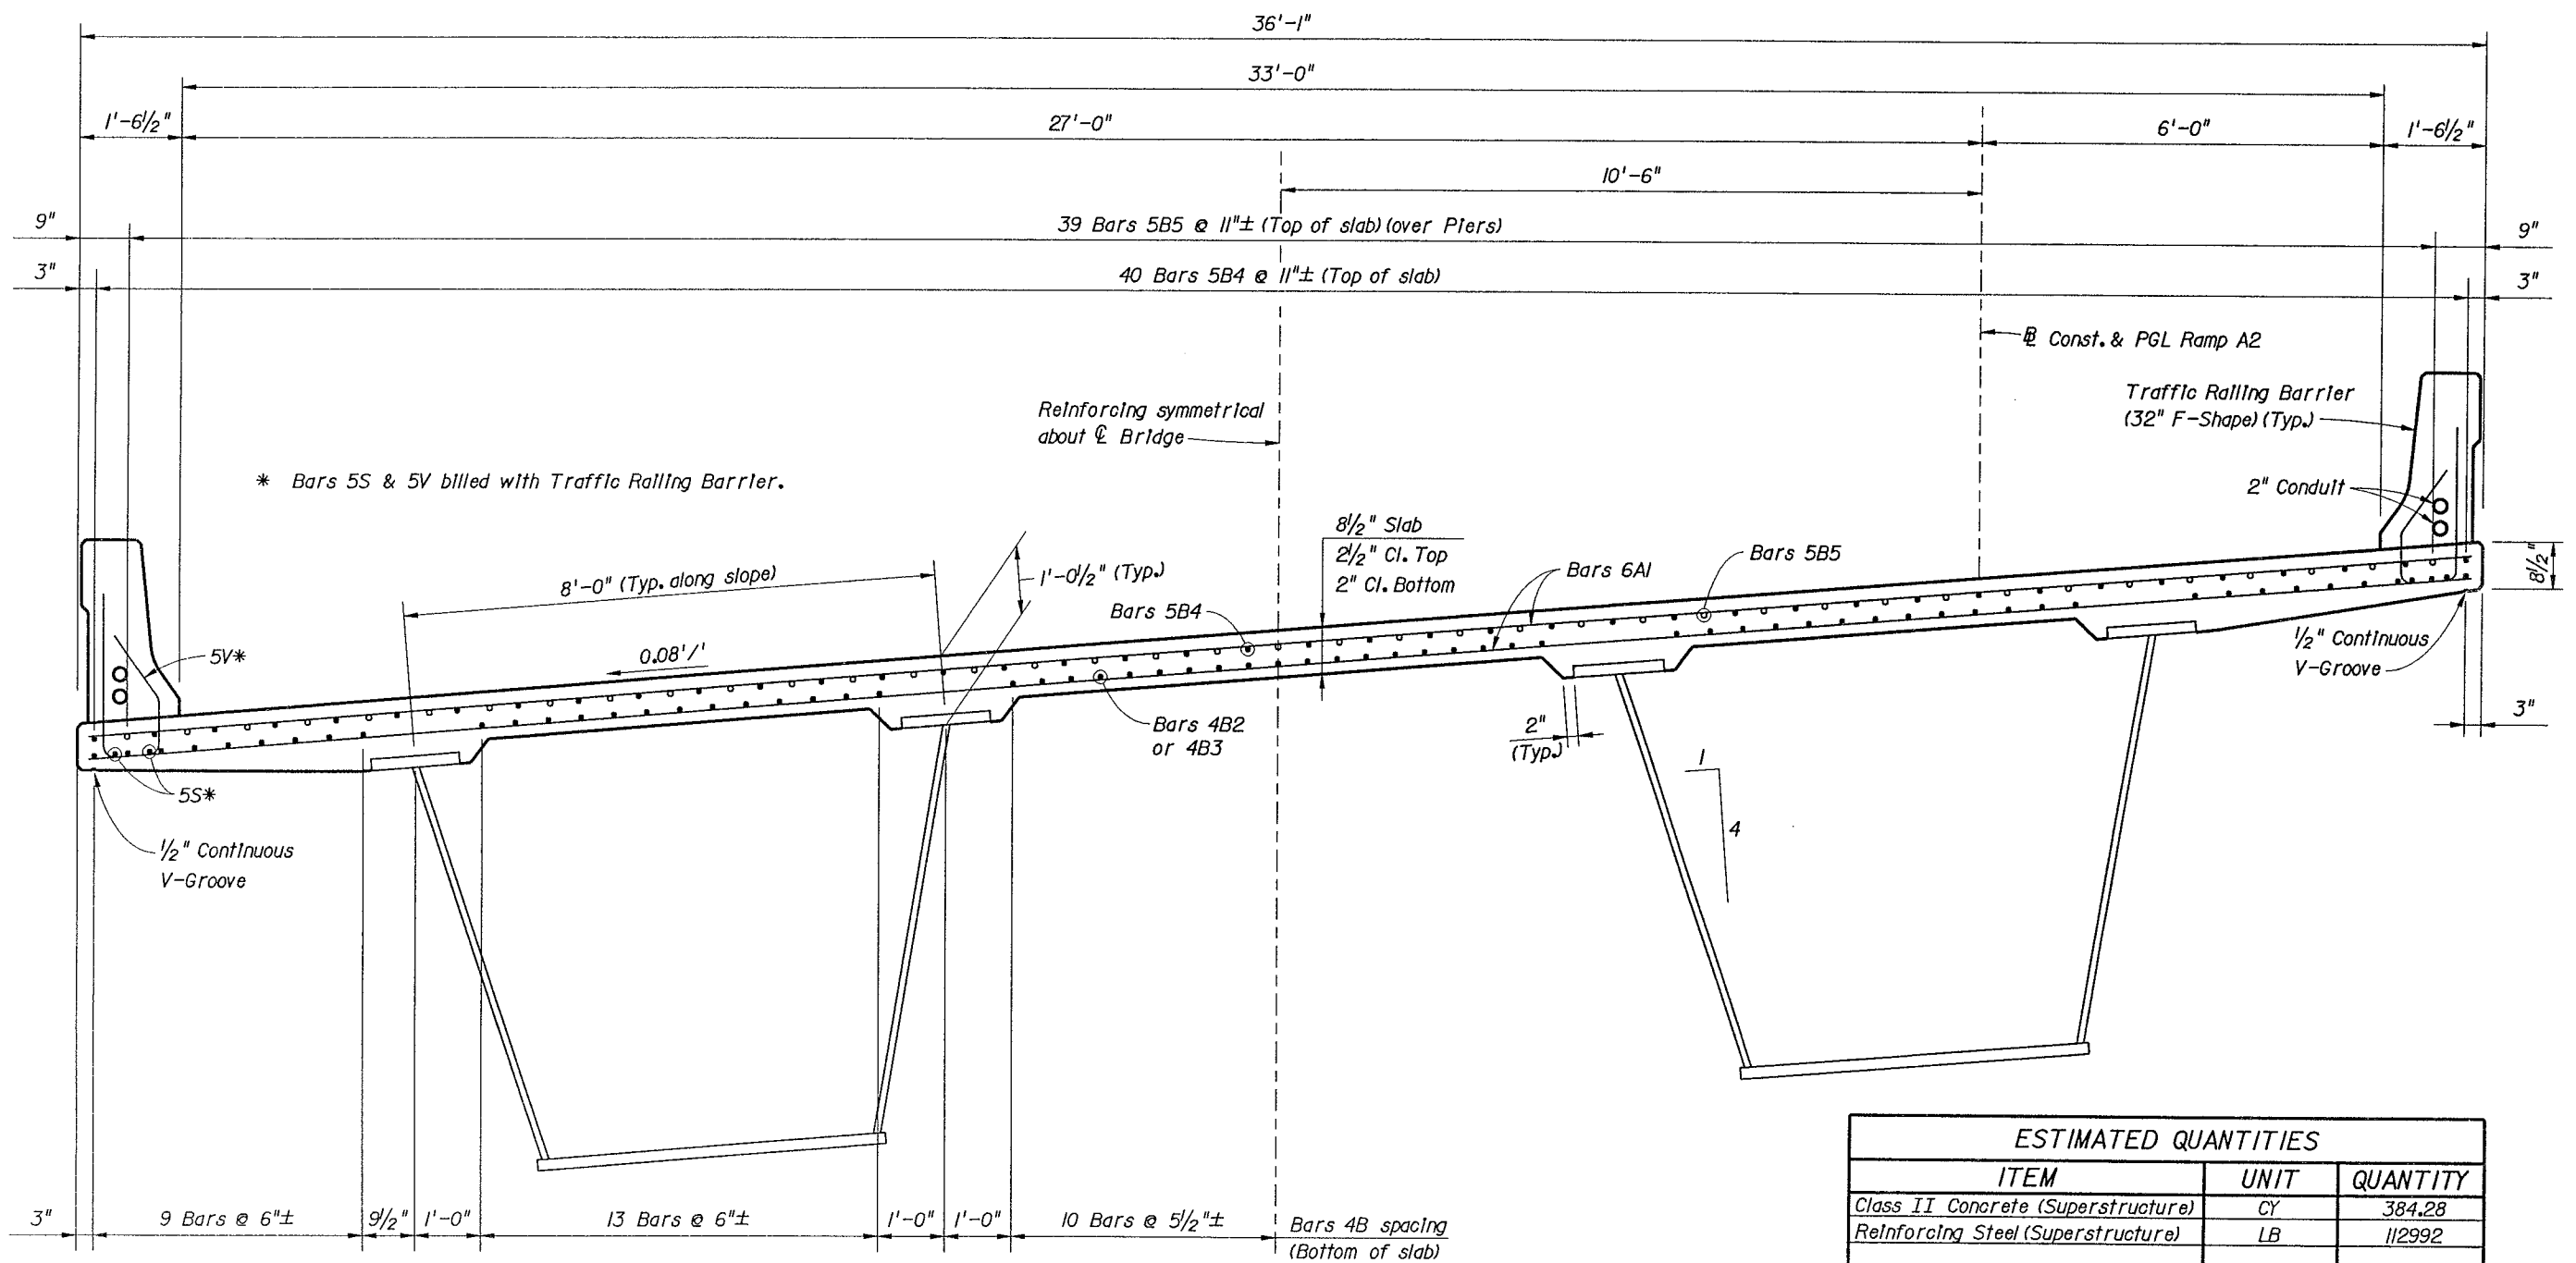 36'-1"
33'-0"
1'-6½"
27'-0"
6'-0"
1'-6½"
10'-6"
9"
39 Bars 5B5 @ 11"± (Top of slab)(over Piers)
9"
3"
40 Bars 5B4 @ 11"± (Top of slab)
3"
℄ Const. & PGL Ramp A2
Reinforcing symmetrical
about ℄ Bridge
Traffic Railing Barrier
(32" F-Shape)(Typ.)
* Bars 5S & 5V billed with Traffic Railing Barrier.
2" Conduit
8½" Slab
2½" Cl. Top
2" Cl. Bottom
8'-0" (Typ. along slope)
1'-0½" (Typ.)
Bars 5B4
Bars 6A1
Bars 5B5
8½"
5V*
0.08'/'
½" Continuous
V-Groove
Bars 4B2
or 4B3
2"
(Typ.)
3"
5S*
1
4
½" Continuous
V-Groove
3"
9 Bars @ 6"±
9½"
1'-0"
13 Bars @ 6"±
1'-0"
1'-0"
10 Bars @ 5½"±
Bars 4B spacing
(Bottom of slab)
ESTIMATED QUANTITIES
ITEM UNIT QUANTITY
Class II Concrete (Superstructure) CY 384.28
Reinforcing Steel (Superstructure) LB 112992